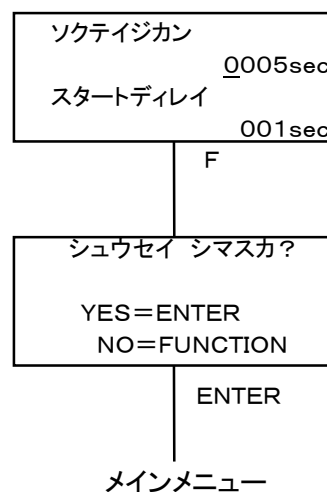 ソクテイジカン
0005sec
スタートディレイ
001sec
F
シュウセイ シマスカ?
YES=ENTER
NO=FUNCTION
ENTER
メインメニュー